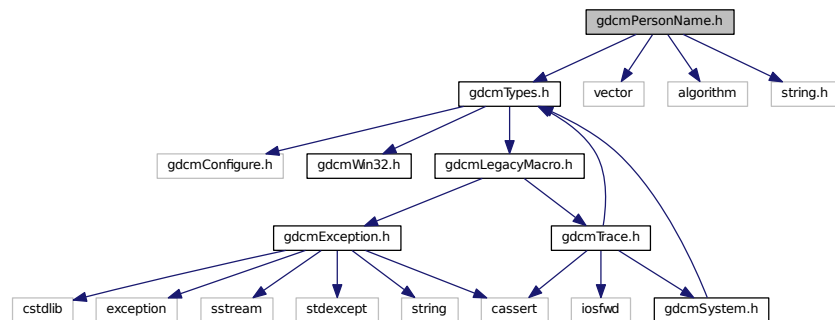 gdcmPersonName.h
gdcmTypes.h
vector
algorithm
string.h
gdcmConfigure.h
gdcmWin32.h
gdcmLegacyMacro.h
gdcmException.h
gdcmTrace.h
cstdlib
exception
sstream
stdexcept
string
cassert
iosfwd
gdcmSystem.h